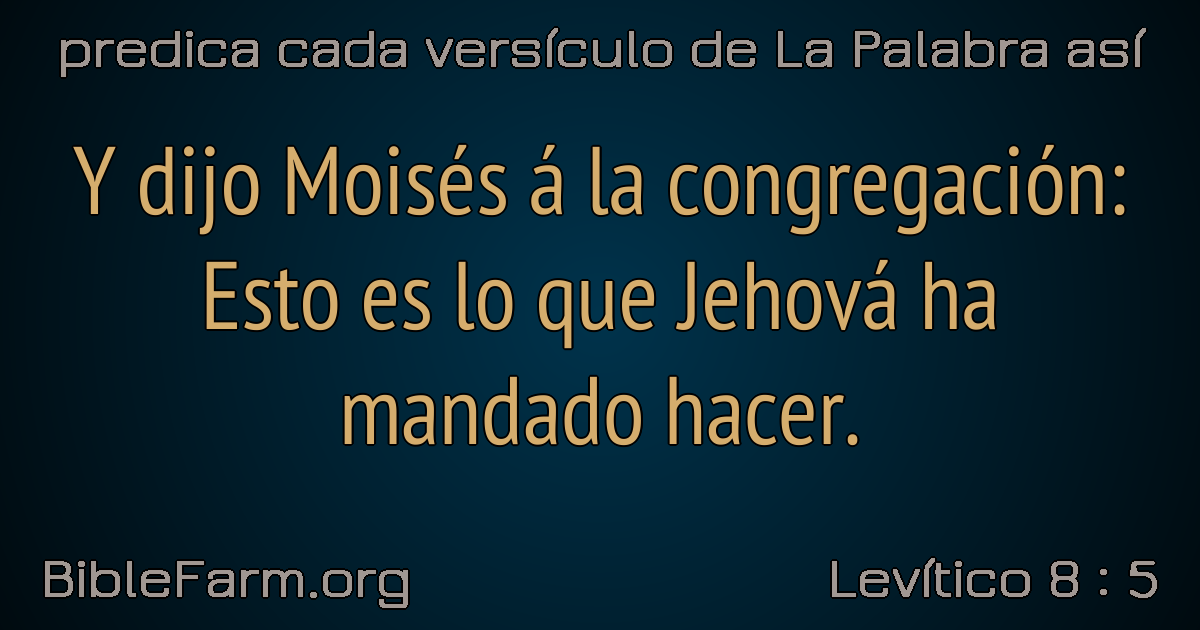 predica cada versículo de La Palabra así
Y dijo Moisés á la congregación:
Esto es lo que Jehová ha
mandado hacer.
BibleFarm.org
Levítico 8 : 5